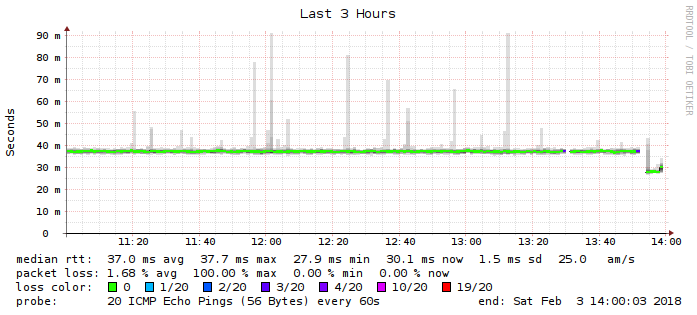 Last 3 Hours
RRDTOOL / TOBI OETIKER
Seconds
90 m
80 m
70 m
60 m
50 m
40 m
30 m
20 m
10 m
0
11:20 11:40 12:00 12:20 12:40 13:00 13:20 13:40 14:00
median rtt: 37.0 ms avg 37.7 ms max 27.9 ms min 30.1 ms now 1.5 ms sd 25.0 am/s
packet loss: 1.68 % avg 100.00 % max 0.00 % min 0.00 % now
loss color: 0 1/20 2/20 3/20 4/20 10/20 19/20
probe: 20 ICMP Echo Pings (56 Bytes) every 60s end: Sat Feb 3 14:00:03 2018